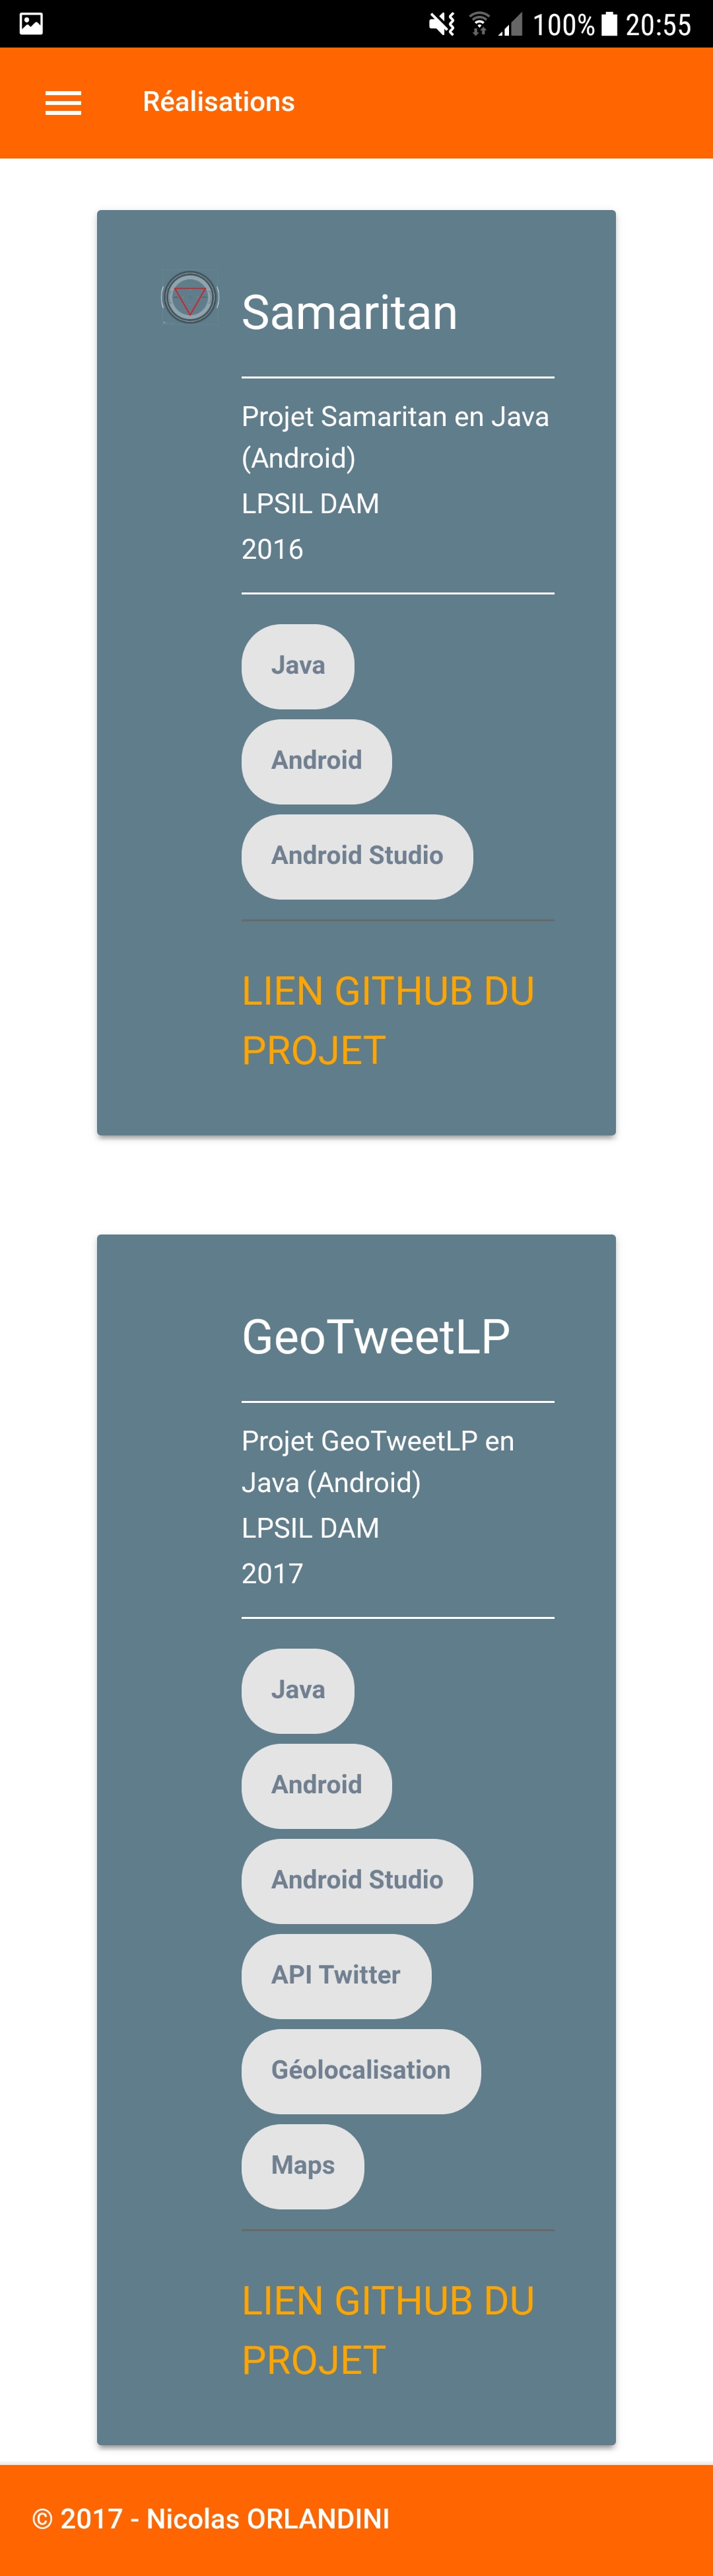 100% 20:55
Réalisations
Samaritan
Projet Samaritan en Java
(Android)
LPSIL DAM
2016
Java
Android
Android Studio
LIEN GITHUB DU
PROJET
GeoTweetLP
Projet GeoTweetLP en
Java (Android)
LPSIL DAM
2017
Java
Android
Android Studio
API Twitter
Géolocalisation
Maps
LIEN GITHUB DU
PROJET
© 2017 - Nicolas ORLANDINI